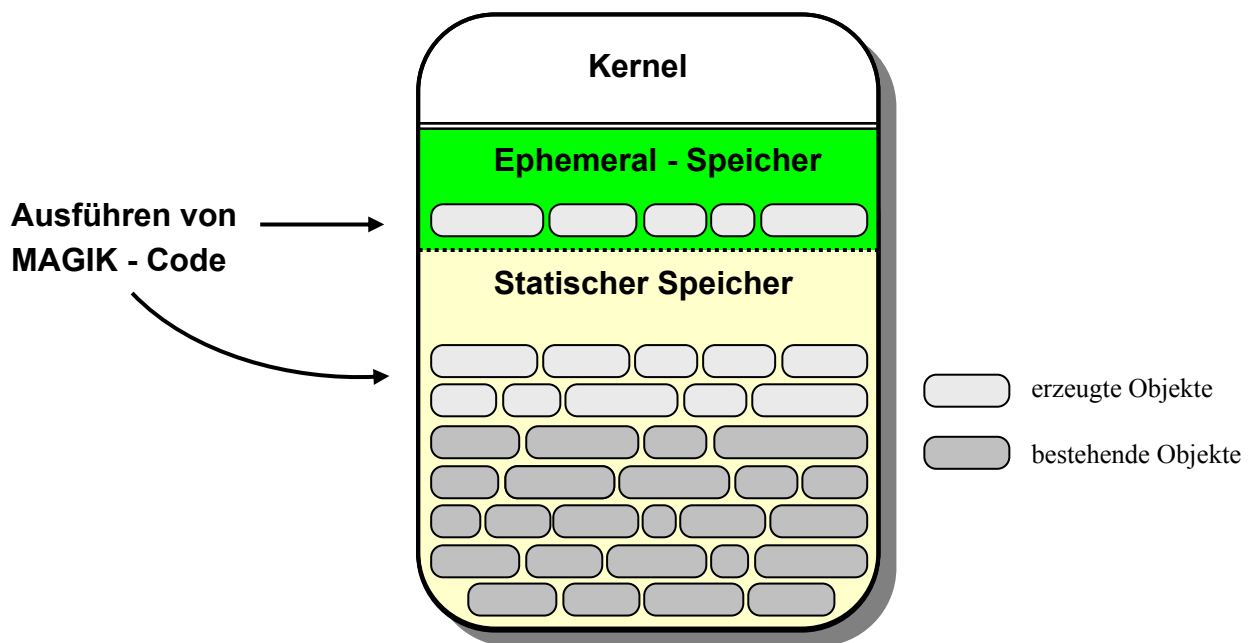 Kernel
Ephemeral - Speicher
Ausführen von
MAGIK - Code
Statischer Speicher
erzeugte Objekte
bestehende Objekte